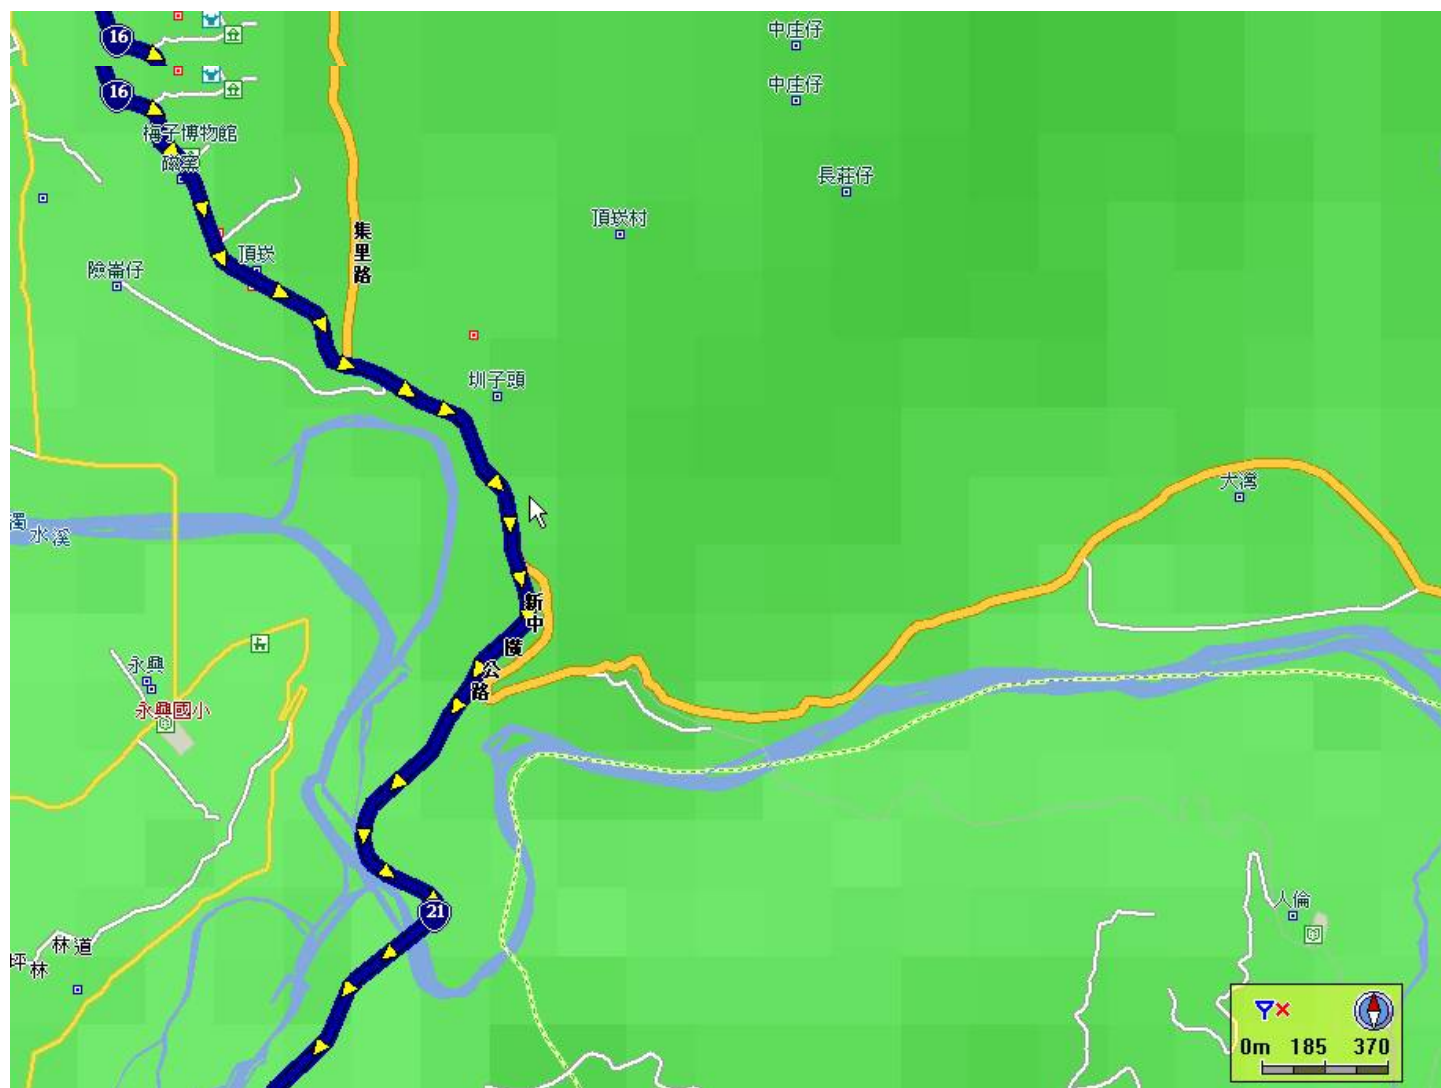 16
中庄仔
16
中庄仔
梅子博物館
磁窯
長莊仔
頂崁村
集里路
頂崁
險崙仔
圳子頭
大灣
濁水溪
新中橫公路
永興
永興國小
21
人倫
林道
坪林
0m 185 370